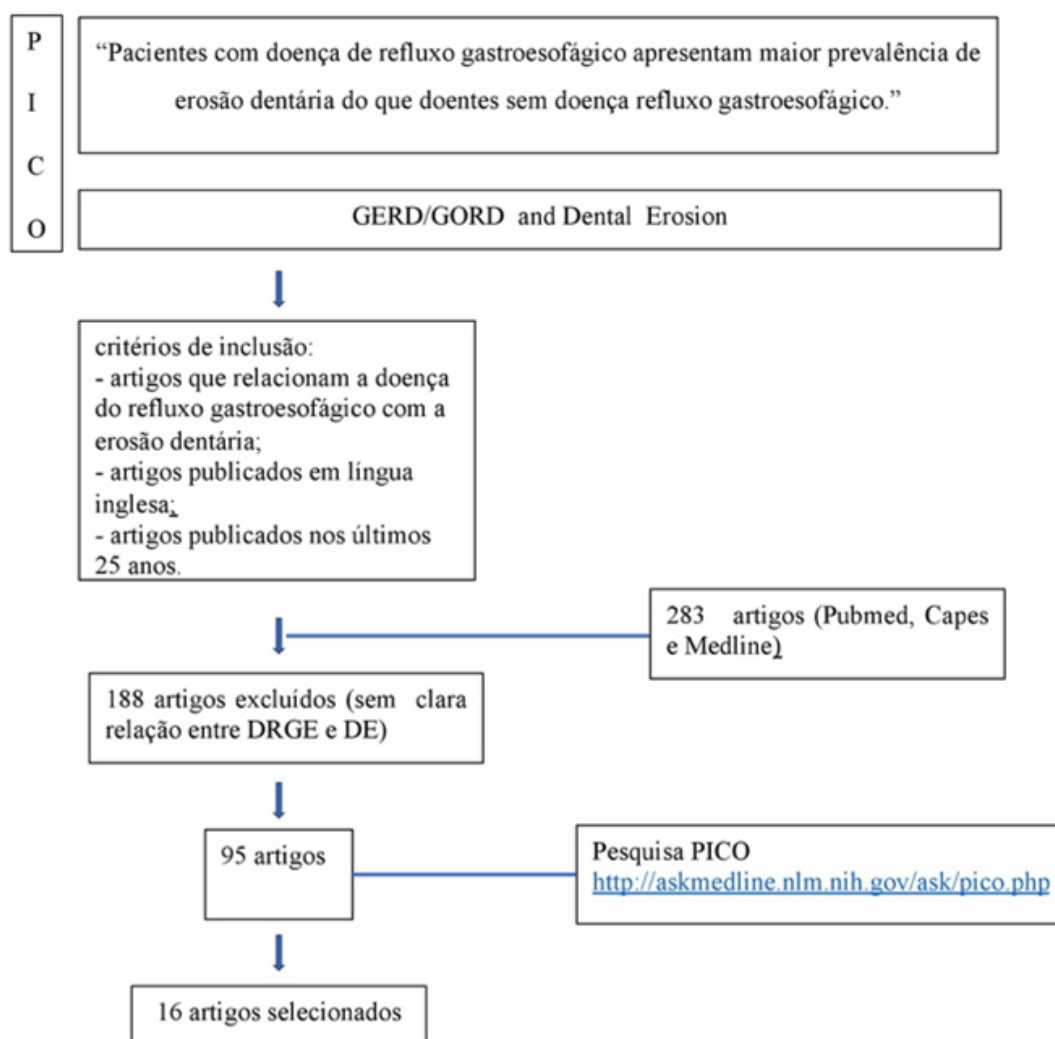 P
I
C
O
“Pacientes com doença de refluxo gastroesofágico apresentam maior prevalência de
erosão dentária do que doentes sem doença refluxo gastroesofágico.”
GERD/GORD and Dental Erosion
critérios de inclusão:
- artigos que relacionam a doença
do refluxo gastroesofágico com a
erosão dentária;
- artigos publicados em língua
inglesa;
- artigos publicados nos últimos
25 anos.
283 artigos (Pubmed, Capes
e Medline)
188 artigos excluídos (sem clara
relação entre DRGE e DE)
95 artigos
Pesquisa PICO
http://askmedline.nlm.nih.gov/ask/pico.php
16 artigos selecionados